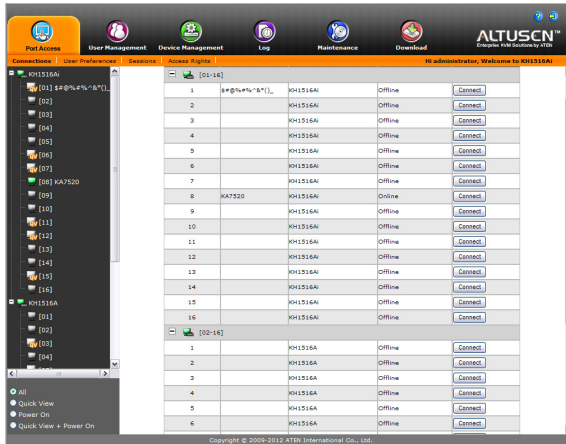 ALTUSCN™
Enterprise KVM Solutions by ATEN
Port Access User Management Device Management Log Maintenance Download
Connections User Preferences Sessions Access Rights Hi administrator, Welcome to KH1516Ai
KH1516Ai
[01] $#@%#%^&*()_
[02]
[03]
[04]
[05]
[06]
[07]
[08] KA7520
[09]
[10]
[11]
[12]
[13]
[14]
[15]
[16]
KH1516A
[01]
[02]
[03]
[04]
All
Quick View
Power On
Quick View + Power On
[01-16]
1 $#@%#%^&*()_ KH1516Ai Offline Connect
2 KH1516Ai Offline Connect
3 KH1516Ai Offline Connect
4 KH1516Ai Offline Connect
5 KH1516Ai Offline Connect
6 KH1516Ai Offline Connect
7 KH1516Ai Offline Connect
8 KA7520 KH1516Ai Online Connect
9 KH1516Ai Offline Connect
10 KH1516Ai Offline Connect
11 KH1516Ai Offline Connect
12 KH1516Ai Offline Connect
13 KH1516Ai Offline Connect
14 KH1516Ai Offline Connect
15 KH1516Ai Offline Connect
16 KH1516Ai Offline Connect
[02-16]
1 KH1516A Offline Connect
2 KH1516A Offline Connect
3 KH1516A Offline Connect
4 KH1516A Offline Connect
5 KH1516A Offline Connect
6 KH1516A Offline Connect
Copyright © 2009-2012 ATEN International Co., Ltd.